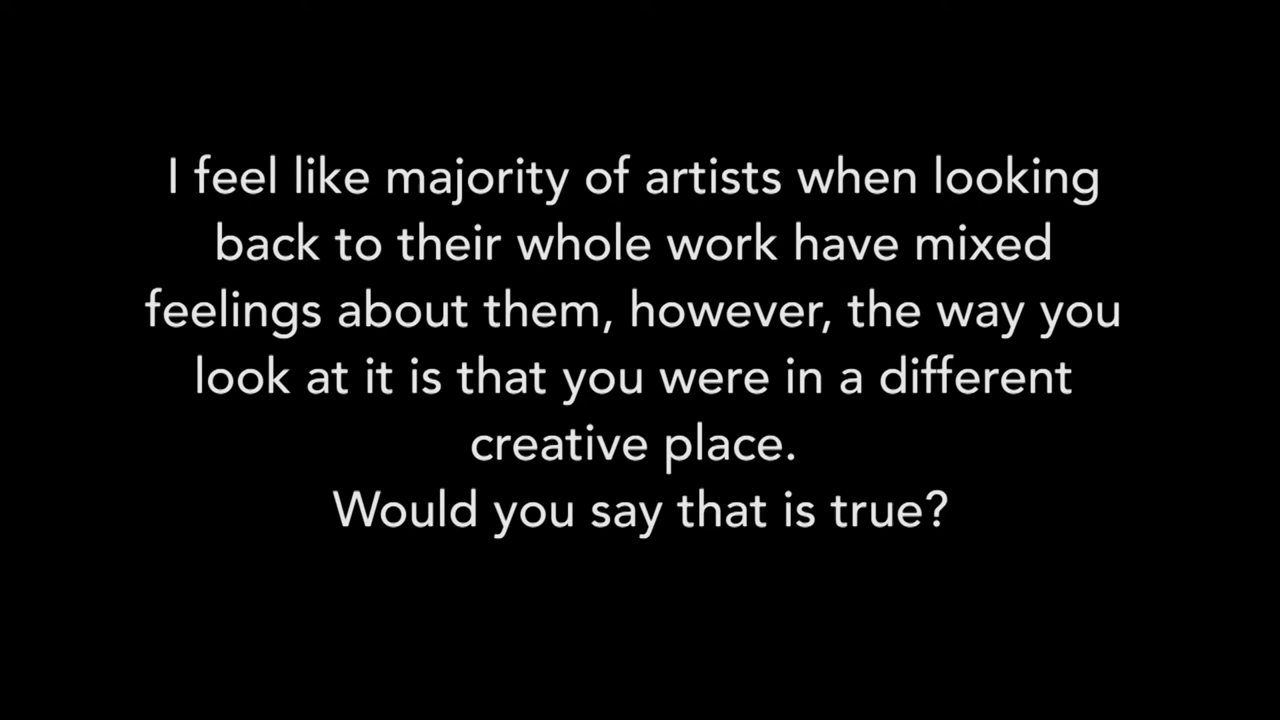 I feel like majority of artists when looking
back to their whole work have mixed
feelings about them, however, the way you
look at it is that you were in a different
creative place.
Would you say that is true?